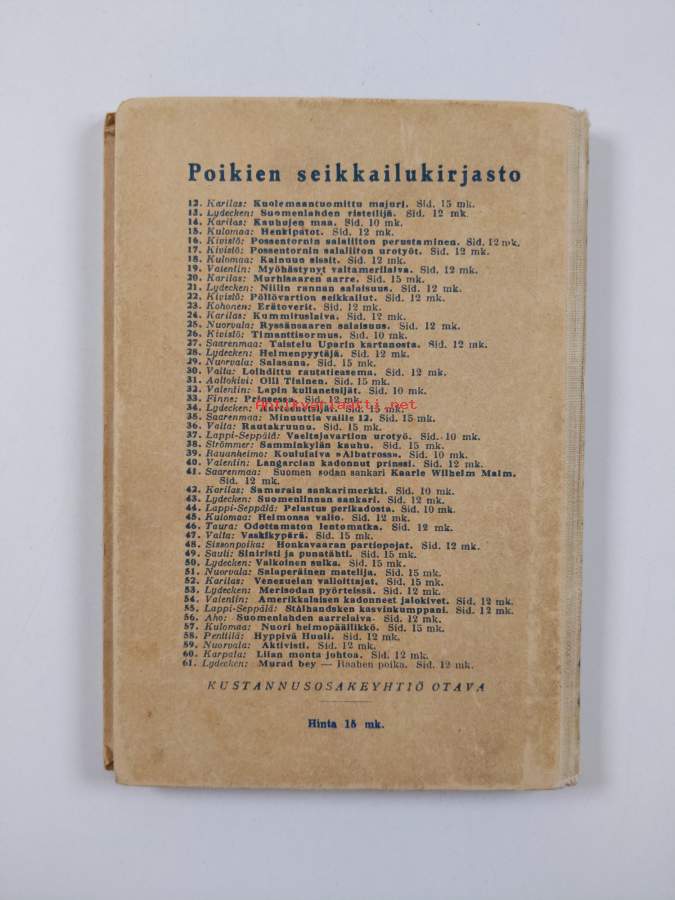 Poikien seikkailukirjasto
12. Karilas: Kuolemaantuomittu majuri. Sid. 15 mk.
13. Lydecken: Suomenlahden risteilijä. Sid. 12 mk.
14. Karilas: Kauhujen maa. Sid. 10 mk.
15. Kulomaa: Henkipatot. Sid. 12 mk.
16. Kivistö: Possentornin salaliiton perustaminen. Sid. 12 mk.
17. Kivistö: Possentornin salaliiton urotyöt. Sid. 12 mk.
18. Kulomaa: Kainuun sissit. Sid. 12 mk.
19. Valentin: Myöhästynyt valtamerilaiva. Sid. 12 mk.
20. Karilas: Murhisaaren aarre. Sid. 15 mk.
21. Lydecken: Niilin rannan salaisuus. Sid. 12 mk.
22. Kivistö: Pöllövartion seikkailut. Sid. 12 mk.
23. Kohonen: Erätoverit. Sid. 12 mk.
24. Karilas: Kummituslaiva. Sid. 12 mk.
25. Nuorvala: Ryssänsaaren salaisuus. Sid. 12 mk.
26. Kivistö: Timanttisormus. Sid. 10 mk.
27. Saarenmaa: Taistelu Uparin kartanosta. Sid. 12 mk.
28. Lydecken: Helmenpyytäjä. Sid. 12 mk.
29. Nuorvala: Salasana. Sid. 15 mk.
30. Valta: Loihdittu rautatieasema. Sid. 12 mk.
31. Aaltokivi: Olli Tiainen. Sid. 12 mk.
32. Valentin: Lapin kullanetsijät. Sid. 10 mk.
33. Finne: Prinsessa. Sid. 12 mk.
34. Lydecken: Aarteenetsijät. Sid. 15 mk.
35. Saarenmaa: Minuuttia vaille 12. Sid. 15 mk.
36. Valta: Rautakruunu. Sid. 15 mk.
37. Lappi-Seppälä: Vaeltajavartion urotyö. Sid. 10 mk.
38. Strömmer: Samminkylän kauhu. Sid. 15 mk.
39. Rauanheimo: Koululaiva »Albatross». Sid. 10 mk.
40. Valentin: Langarcian kadonnut prinssi. Sid. 12 mk.
41. Saarenmaa: Suomen sodan sankari Kaarle Wilhelm Malm.
Sid. 12 mk.
42. Karilas: Samurain sankarimerkki. Sid. 10 mk.
43. Lydecken: Suomenlinnan sankari. Sid. 12 mk.
44. Lappi-Seppälä: Pelastus perikadosta. Sid. 10 mk.
45. Kulomaa: Heimonsa valio. Sid. 12 mk.
46. Taura: Odottamaton lentomatka. Sid. 12 mk.
47. Valta: Vaskikypärä. Sid. 15 mk.
48. Sissonpoika: Honkavaaran partiopojat. Sid. 12 mk.
49. Sauli: Siniristi ja punatähti. Sid. 15 mk.
50. Lydecken: Valkoinen sulka. Sid. 15 mk.
51. Nuorvala: Salaperäinen matelija. Sid. 15 mk.
52. Karilas: Venezuelan valloittajat. Sid. 15 mk.
53. Lydecken: Merisodan pyörteissä. Sid. 12 mk.
54. Valentin: Amerikkalaisen kadonneet jalokivet. Sid. 12 mk.
55. Lappi-Seppälä: Stålhandsken kasvinkumppani. Sid. 12 mk.
56. Aho: Suomenlahden aarrelaiva. Sid. 12 mk.
57. Kulomaa: Nuori heimopäällikkö. Sid. 15 mk.
58. Penttilä: Hyppivä Huuli. Sid. 12 mk.
59. Nuorvala: Aktivisti. Sid. 12 mk.
60. Karpala: Liian monta johtoa. Sid. 12 mk.
61. Lydecken: Murad bey — Raahen poika. Sid. 12 mk.
KUSTANNUSOSAKEYHTIÖ OTAVA
Hinta 15 mk.
antikvariaatti.net